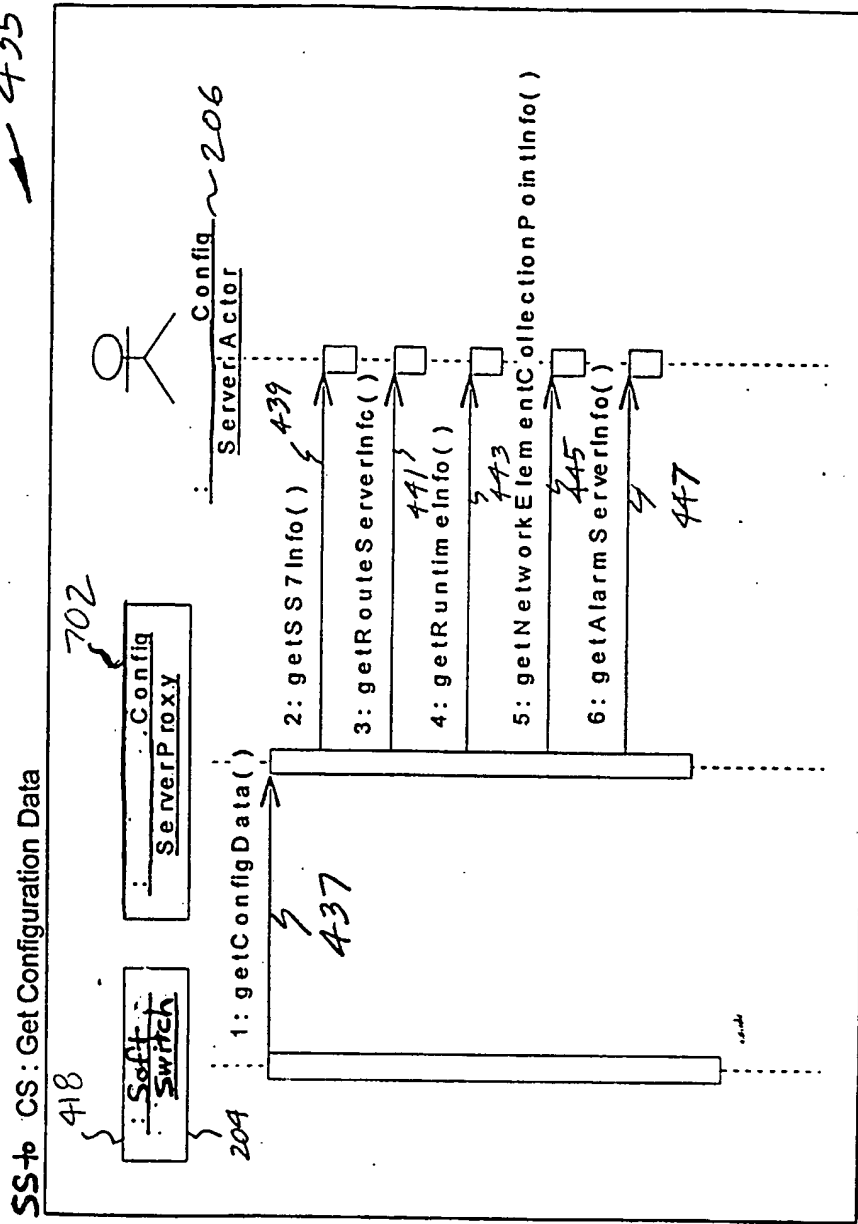 435
SS to CS: Get Configuration Data
418
: Soft
Switch
204
702
: Config
ServerProxy
: Config
ServerActor
206
1: getConfigData()
437
2: getSS7Info()
439
3: getRouteServerInfc()
441
4: getRuntimeInfo()
443
5: getNetworkElementCollectionPointInfo()
445
6: getAlarmServerInfo()
447